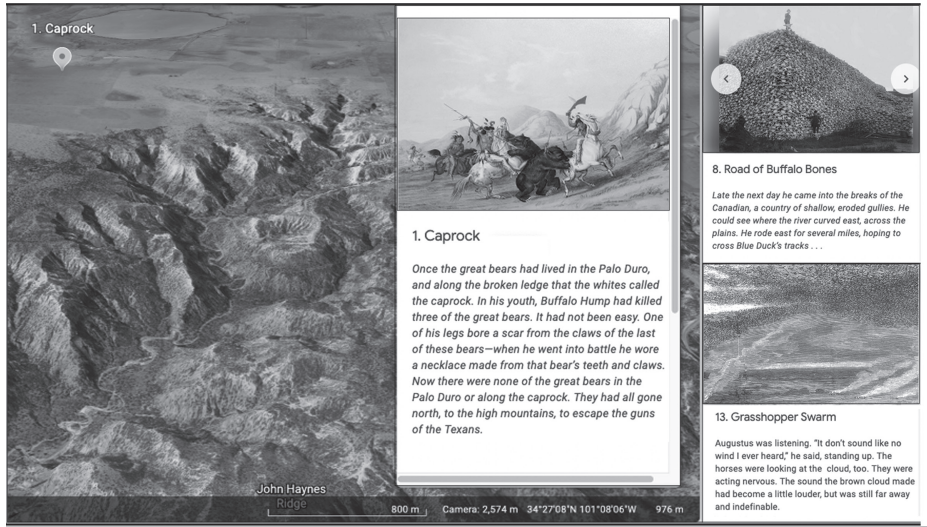 1. Caprock
1. Caprock
Once the great bears had lived in the Palo Duro,
and along the broken ledge that the whites called
the caprock. In his youth, Buffalo Hump had killed
three of the great bears. It had not been easy. One
of his legs bore a scar from the claws of the last
of these bears—when he went into battle he wore
a necklace made from that bear's teeth and claws.
Now there were none of the great bears in the
Palo Duro or along the caprock. They had all gone
north, to the high mountains, to escape the guns
of the Texans.
John Haynes
Ridge
800 m Camera: 2,574 m 34°27'08"N 101°08'06"W 976 m
8. Road of Buffalo Bones
Late the next day he came into the breaks of the
Canadian, a country of shallow, eroded gullies. He
could see where the river curved east, across the
plains. He rode east for several miles, hoping to
cross Blue Duck's tracks . . .
13. Grasshopper Swarm
Augustus was listening. "It don't sound like no
wind I ever heard," he said, standing up. The
horses were looking at the cloud, too. They were
acting nervous. The sound the brown cloud made
had become a little louder, but was still far away
and indefinable.